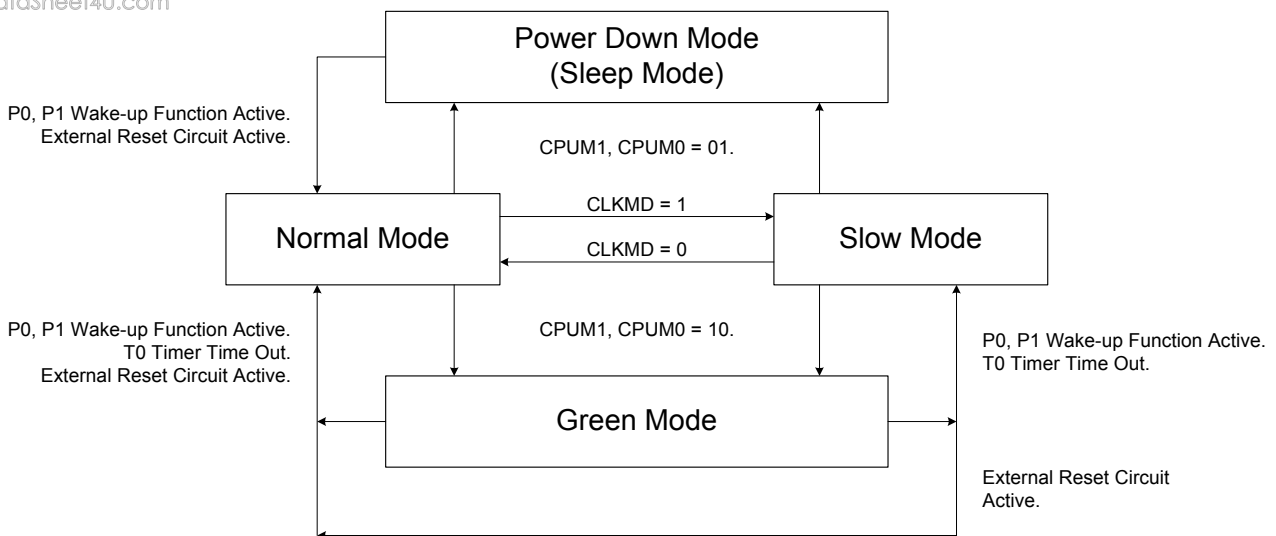 Power Down Mode
(Sleep Mode)
P0, P1 Wake-up Function Active.
External Reset Circuit Active.
CPUM1, CPUM0 = 01.
Normal Mode
CLKMD = 1
CLKMD = 0
Slow Mode
P0, P1 Wake-up Function Active.
T0 Timer Time Out.
External Reset Circuit Active.
CPUM1, CPUM0 = 10.
P0, P1 Wake-up Function Active.
T0 Timer Time Out.
Green Mode
External Reset Circuit
Active.